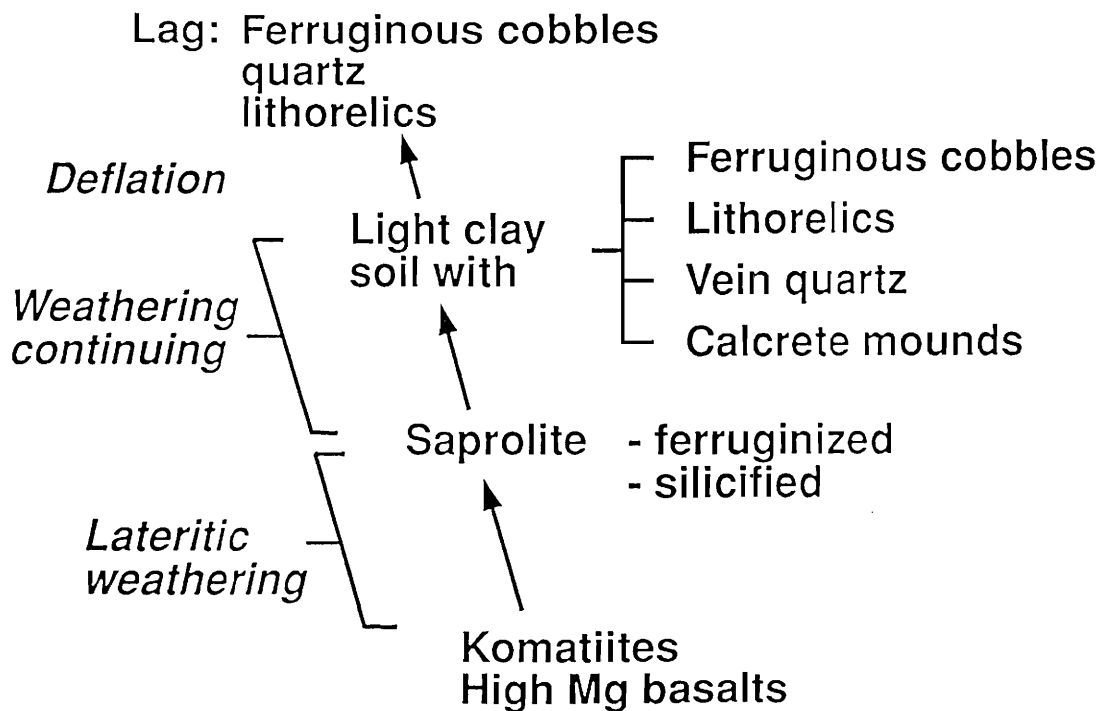 Lag: Ferruginous cobbles
quartz
lithorelics
Deflation
Ferruginous cobbles
Light clay
soil with
Lithorelics
Vein quartz
Calcrete mounds
Weathering
continuing
Saprolite
- ferruginized
- silicified
Lateritic
weathering
Komatiites
High Mg basalts